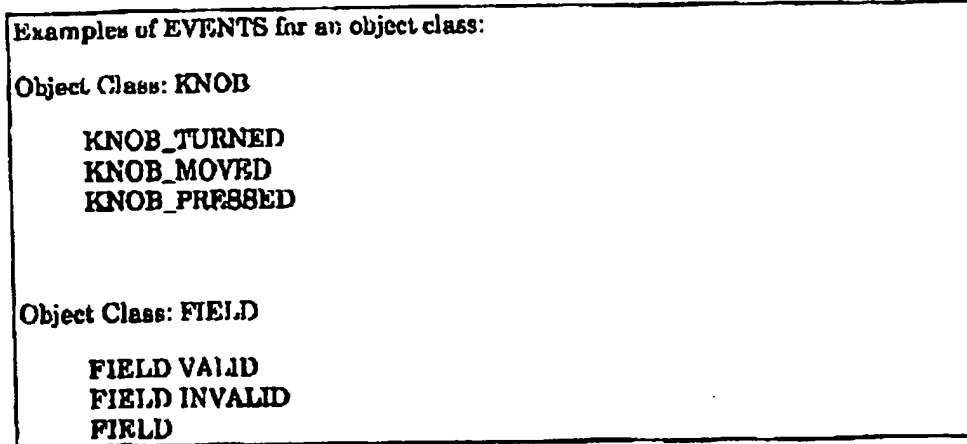 Examples of EVENTS for an object class:
Object Class: KNOB
KNOB_TURNED
KNOB_MOVED
KNOB_PRESSED
Object Class: FIELD
FIELD VALID
FIELD INVALID
FIELD